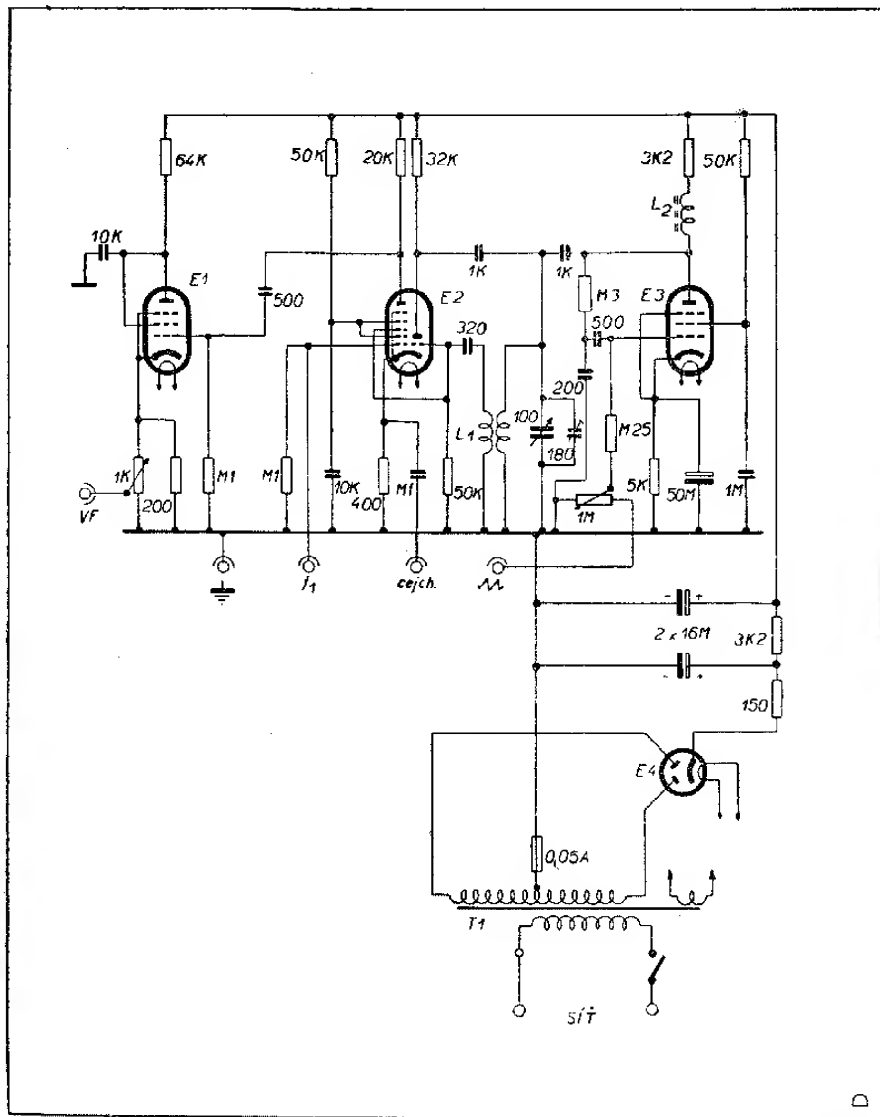 64K
50K
20K
32K
3K2
50K
L2
10K
E1
500
E2
1K
1K
M3
E3
320
500
200
L1
100
180
M25
1K
200
M1
M1
10K
400
M1
50K
1M
5K
50M
1M
VF
cejch.
- +
2 x 16M
3K2
- +
150
E4
0,05A
T1
SÍŤ